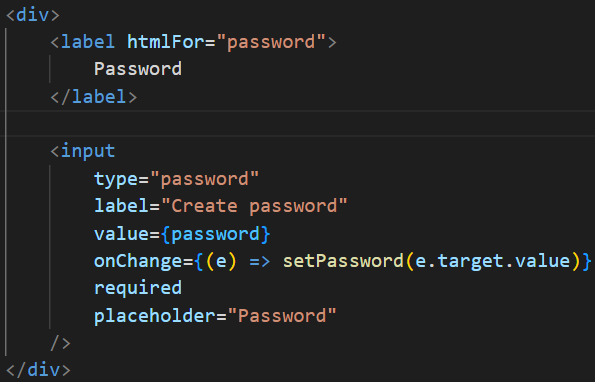 <div>
<label htmlFor="password">
Password
</label>
<input
type="password"
label="Create password"
value={password}
onChange={(e) => setPassword(e.target.value)}
required
placeholder="Password"
/>
</div>